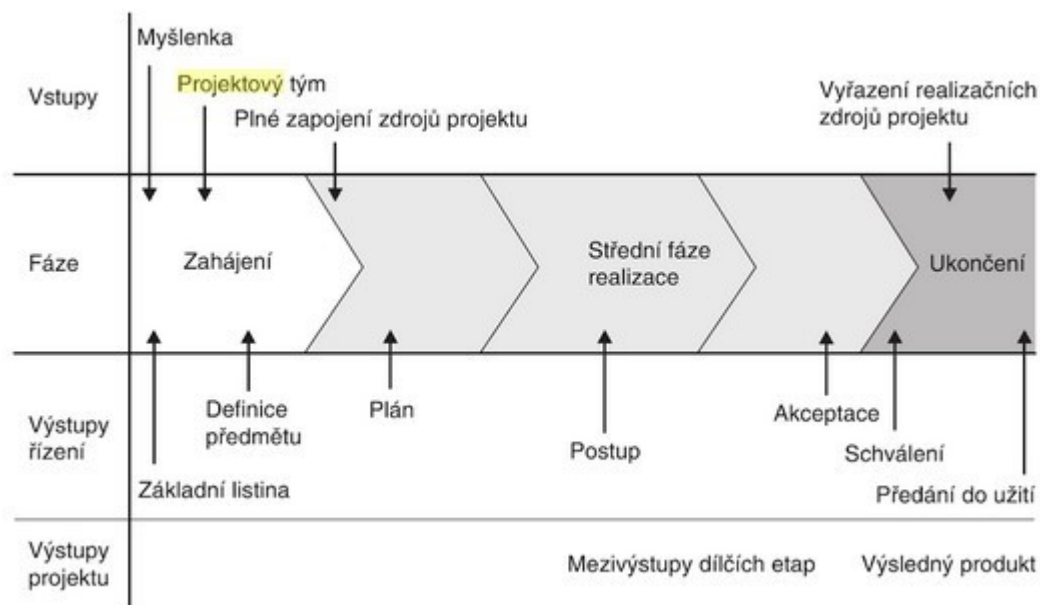 Myšlenka
Projektový tým
Vstupy
Plné zapojení zdrojů projektu
Vyřazení realizačních
zdrojů projektu
Fáze
Zahájení
Střední fáze
realizace
Ukončení
Výstupy
řízení
Definice
předmětu
Plán
Postup
Akceptace
Schválení
Základní listina
Předání do užití
Výstupy
projektu
Mezivýstupy dílčích etap
Výsledný produkt